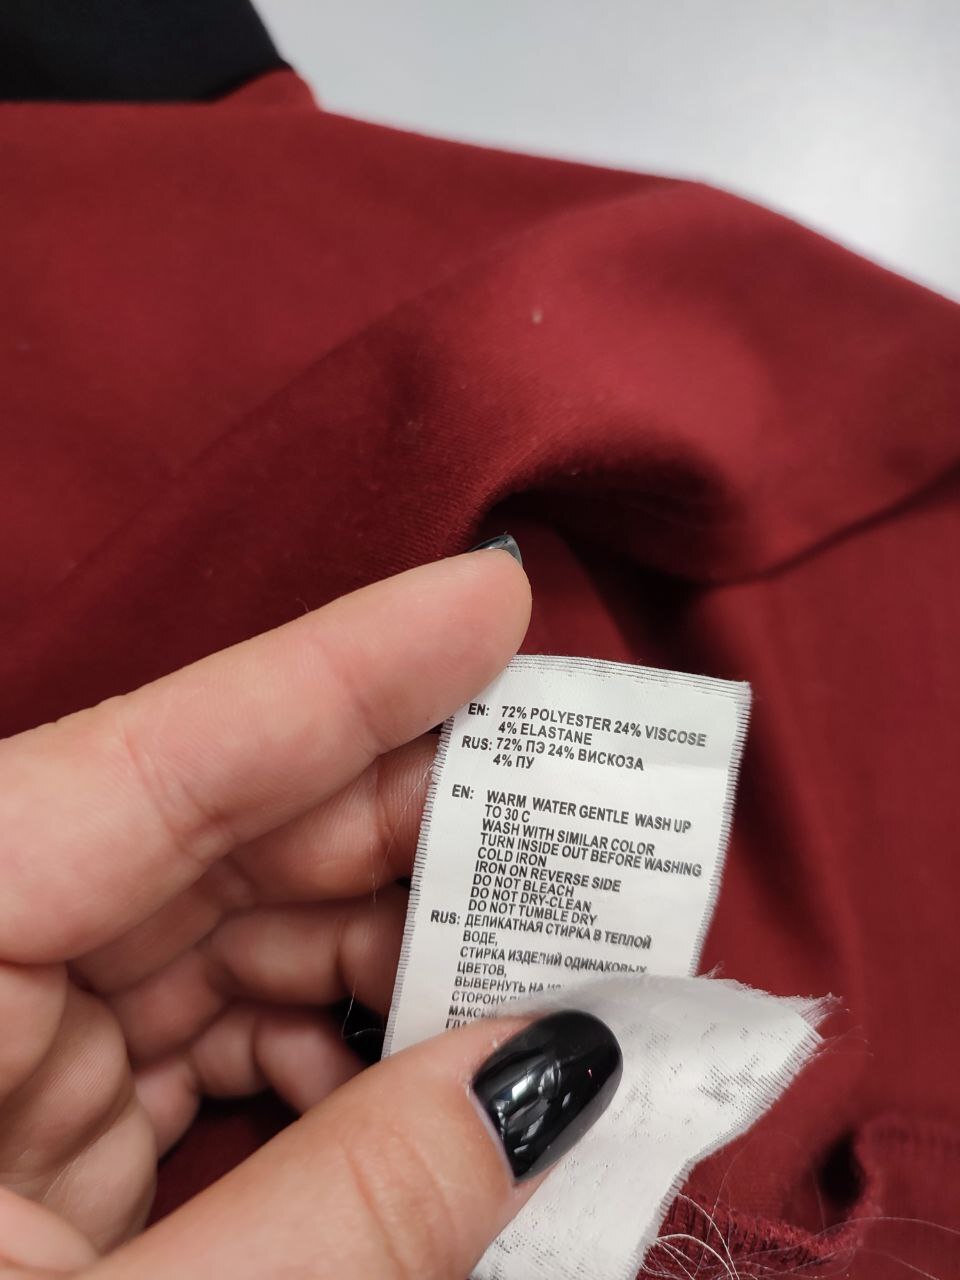 EN: 72% POLYESTER 24% VISCOSE
4% ELASTANE
RUS: 72% ПЭ 24% ВИСКОЗА
4% ПУ
EN: WARM WATER GENTLE WASH UP
TO 30 C
WASH WITH SIMILAR COLOR
TURN INSIDE OUT BEFORE WASHING
COLD IRON
IRON ON REVERSE SIDE
DO NOT BLEACH
DO NOT DRY-CLEAN
DO NOT TUMBLE DRY
RUS: ДЕЛИКАТНАЯ СТИРКА В ТЕПЛОЙ
ВОДЕ,
СТИРКА ИЗДЕЛИЙ ОДИНАКОВЫХ
ЦВЕТОВ,
ВЫВЕРНУТЬ НА
СТОРОНУ